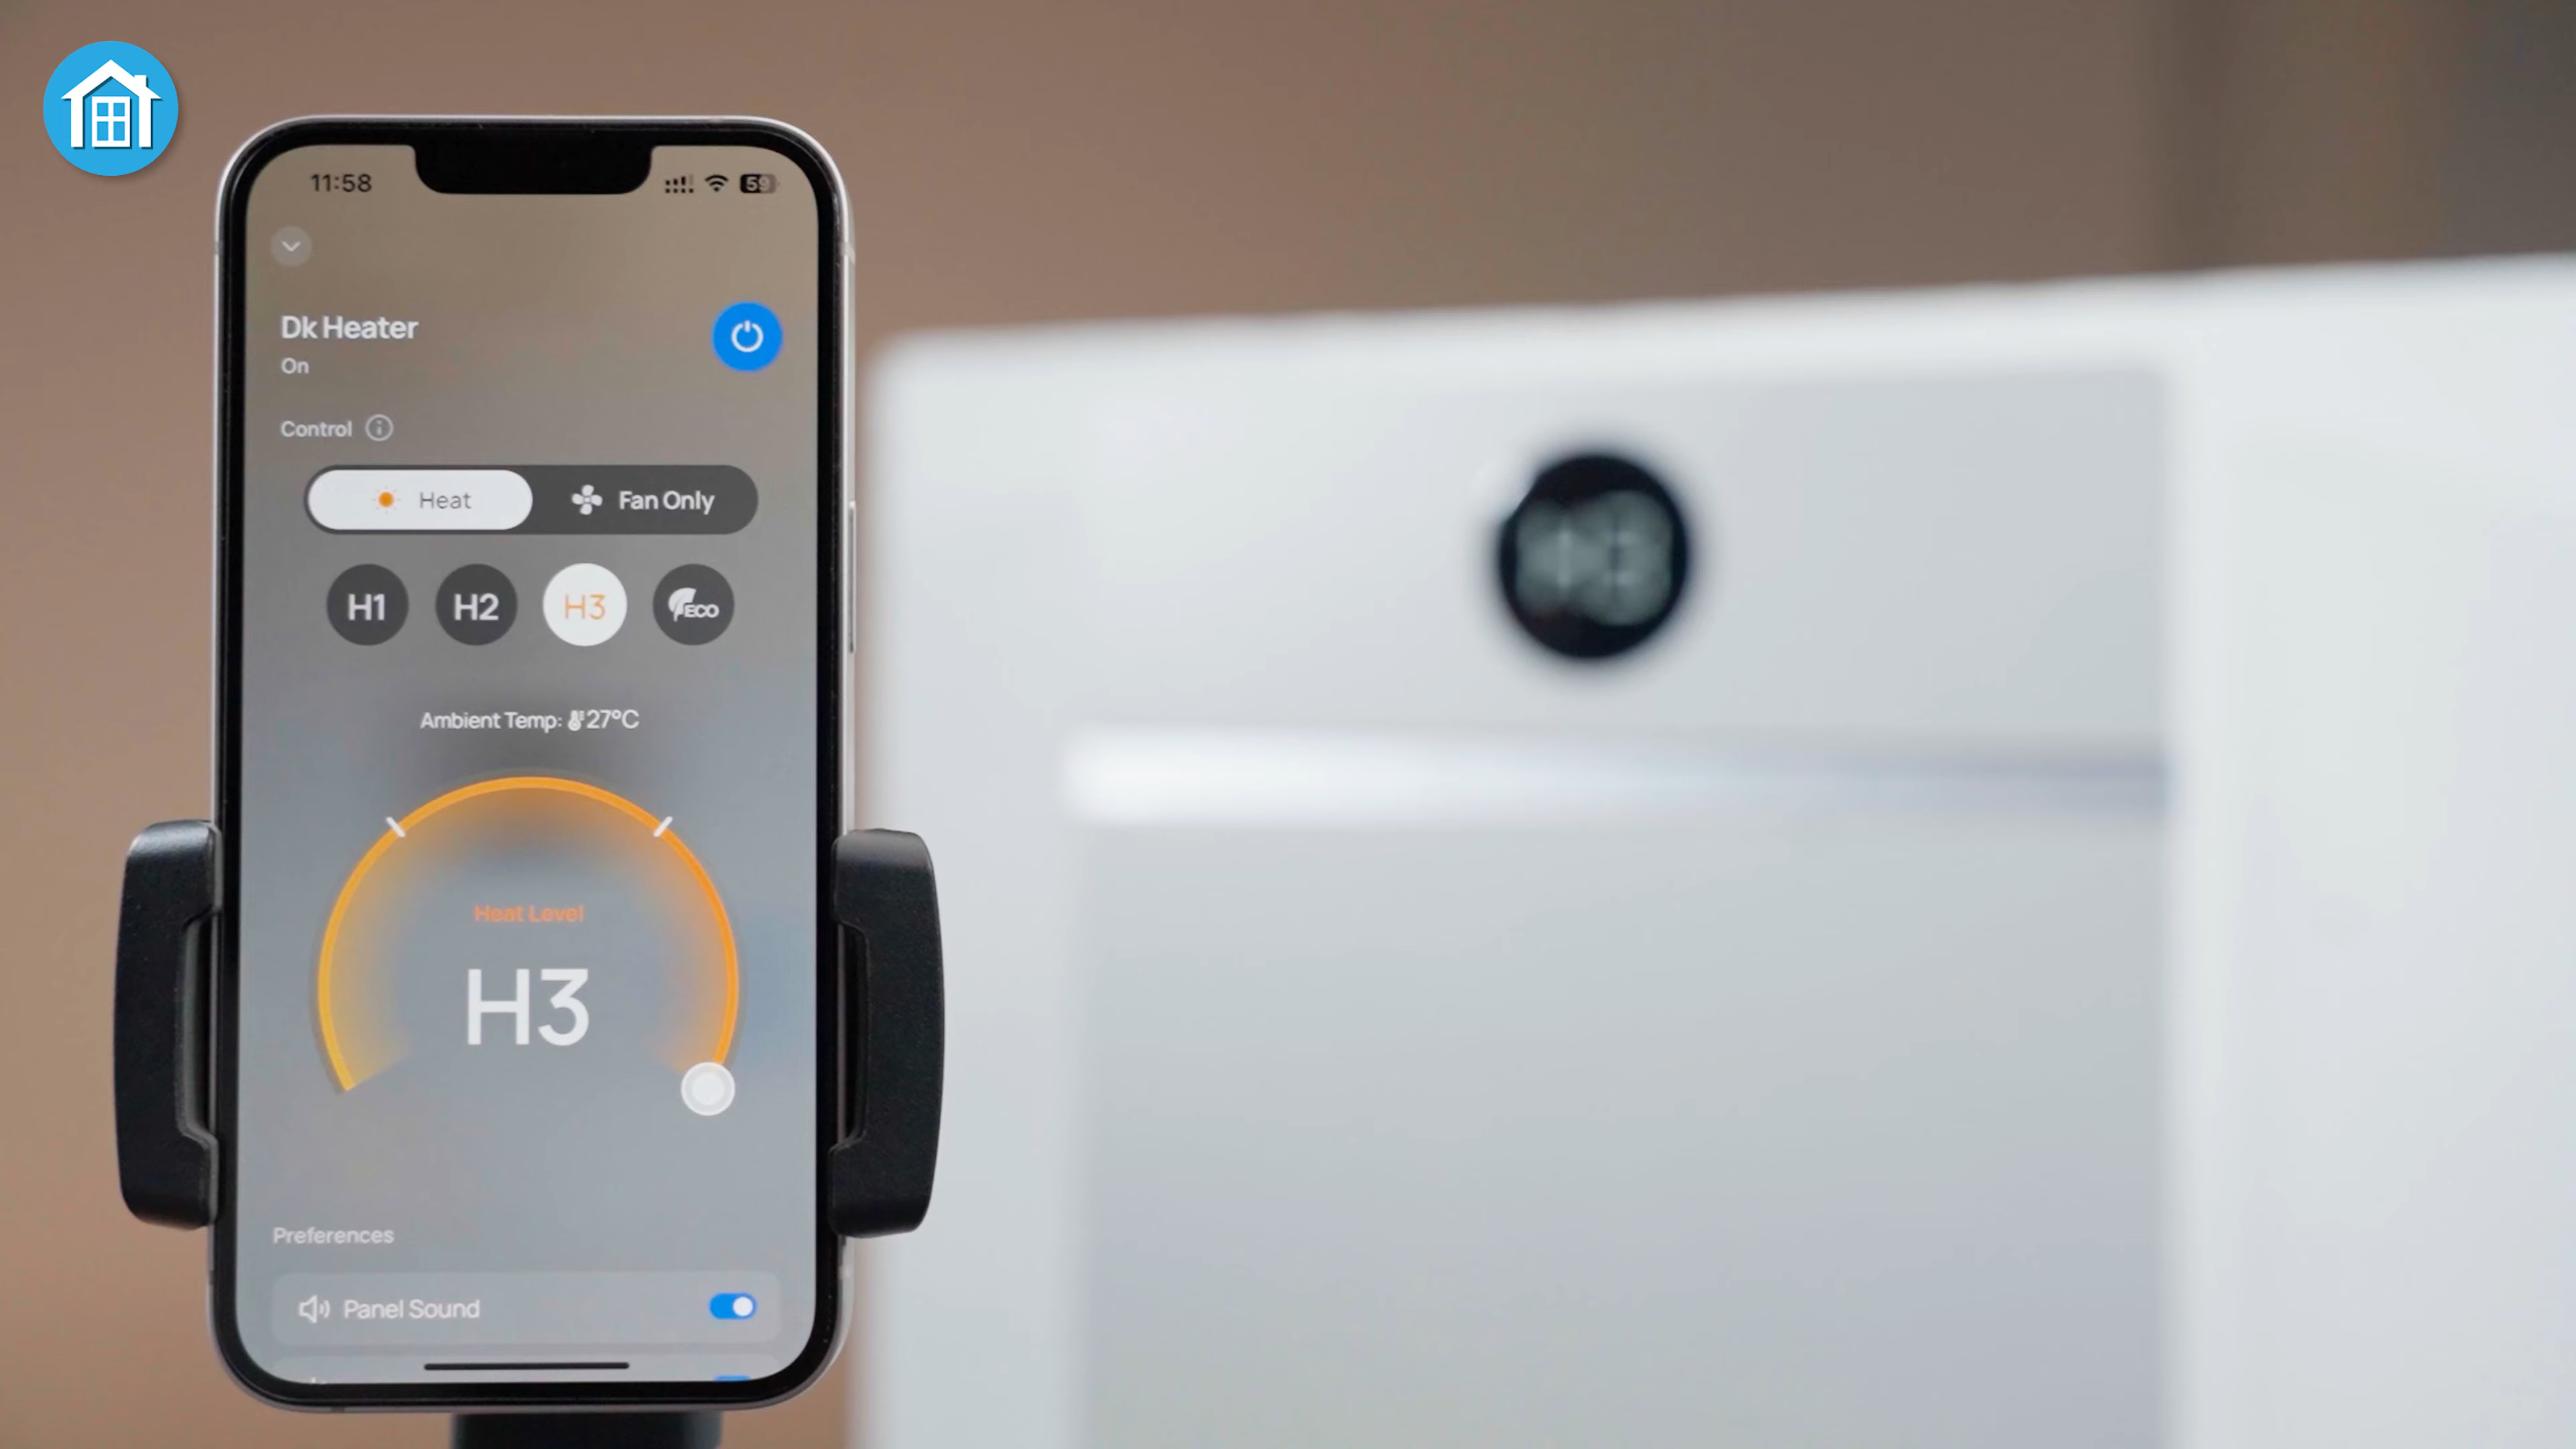 11:58
59
Dk Heater
On
Control
Heat
Fan Only
H1
H2
H3
ECO
Ambient Temp: 27°C
Heat Level
H3
Preferences
Panel Sound